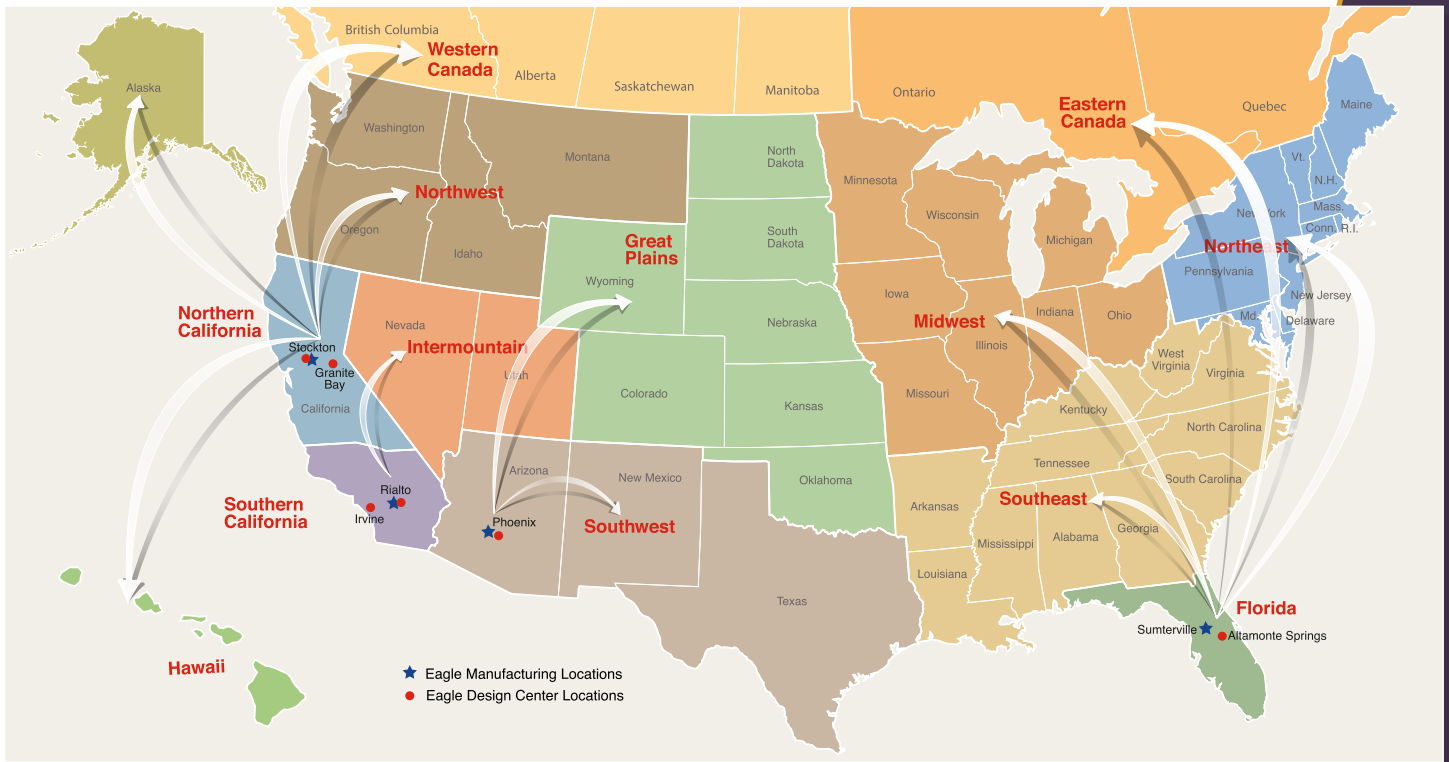 British Columbia
Western
Canada
Alberta
Saskatchewan
Manitoba
Ontario
Eastern
Canada
Quebec
Maine
Alaska
Washington
Montana
North
Dakota
Minnesota
Wisconsin
Michigan
Vt.
N.H.
New York
Mass.
Conn.
R.I.
Northwest
Oregon
Idaho
Great
Plains
Wyoming
South
Dakota
Northeast
Pennsylvania
New Jersey
Md.
Delaware
Northern
California
Stockton
Granite
Bay
California
Nevada
Intermountain
Utah
Nebraska
Iowa
Midwest
Illinois
Indiana
Ohio
West
Virginia
Virginia
Colorado
Kansas
Missouri
Kentucky
North Carolina
Tennessee
South Carolina
Southern
California
Rialto
Irvine
Arizona
Phoenix
New Mexico
Southwest
Oklahoma
Arkansas
Southeast
Mississippi
Alabama
Georgia
Louisiana
Texas
Florida
Sumterville
Altamonte Springs
Hawaii
Eagle Manufacturing Locations
Eagle Design Center Locations